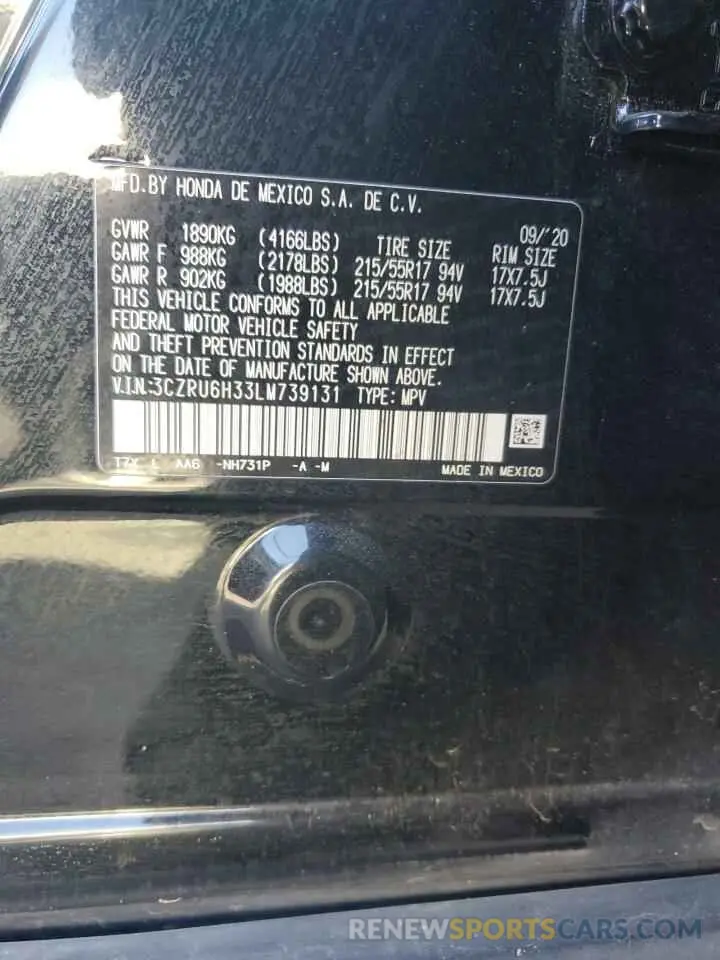 MFD.BY HONDA DE MEXICO S.A. DE C.V.
09/'20
GVWR 1890KG (4166LBS) TIRE SIZE RIM SIZE
GAWR F 988KG (2178LBS) 215/55R17 94V 17X7.5J
GAWR R 902KG (1988LBS) 215/55R17 94V 17X7.5J
THIS VEHICLE CONFORMS TO ALL APPLICABLE
FEDERAL MOTOR VEHICLE SAFETY
AND THEFT PREVENTION STANDARDS IN EFFECT
ON THE DATE OF MANUFACTURE SHOWN ABOVE.
V.I.N.:3CZRU6H33LM739131 TYPE: MPV
L AA6 -NH731P -A -M MADE IN MEXICO
RENEWSPORTSCARS.COM